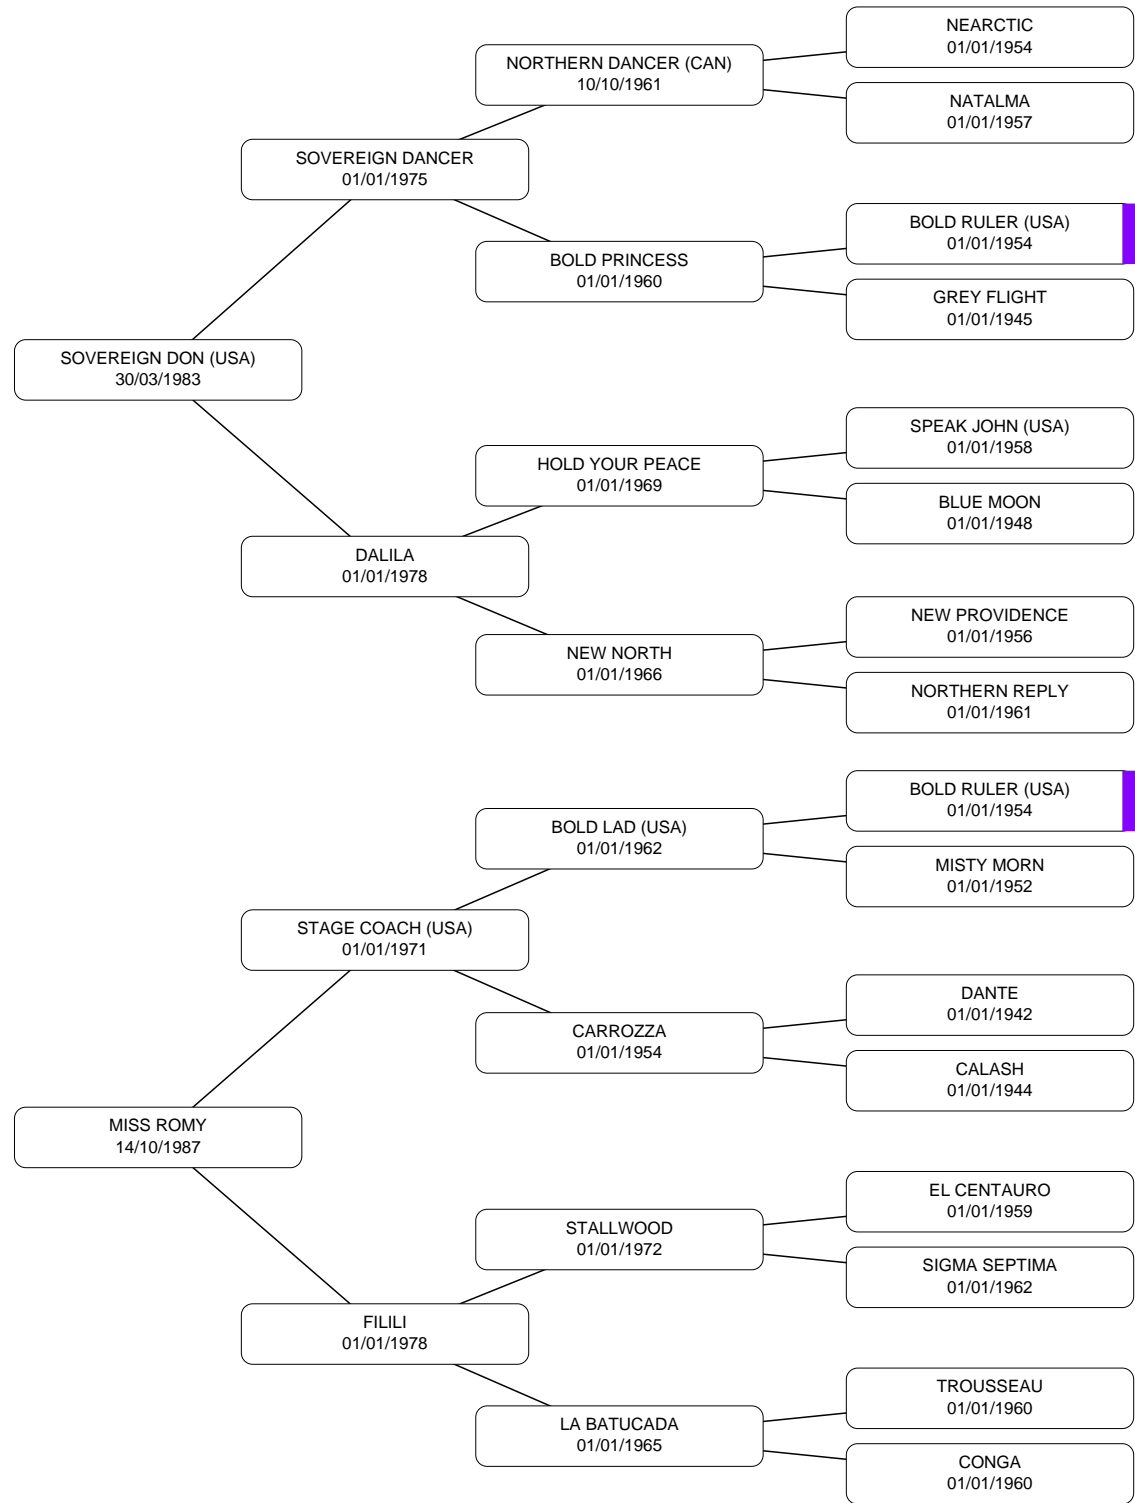 NEARCTIC
01/01/1954
NORTHERN DANCER (CAN)
10/10/1961
NATALMA
01/01/1957
SOVEREIGN DANCER
01/01/1975
BOLD RULER (USA)
01/01/1954
BOLD PRINCESS
01/01/1960
GREY FLIGHT
01/01/1945
SOVEREIGN DON (USA)
30/03/1983
SPEAK JOHN (USA)
01/01/1958
HOLD YOUR PEACE
01/01/1969
BLUE MOON
01/01/1948
DALILA
01/01/1978
NEW PROVIDENCE
01/01/1956
NEW NORTH
01/01/1966
NORTHERN REPLY
01/01/1961
BOLD RULER (USA)
01/01/1954
BOLD LAD (USA)
01/01/1962
MISTY MORN
01/01/1952
STAGE COACH (USA)
01/01/1971
DANTE
01/01/1942
CARROZZA
01/01/1954
CALASH
01/01/1944
MISS ROMY
14/10/1987
EL CENTAURO
01/01/1959
STALLWOOD
01/01/1972
SIGMA SEPTIMA
01/01/1962
FILILI
01/01/1978
TROUSSEAU
01/01/1960
LA BATUCADA
01/01/1965
CONGA
01/01/1960